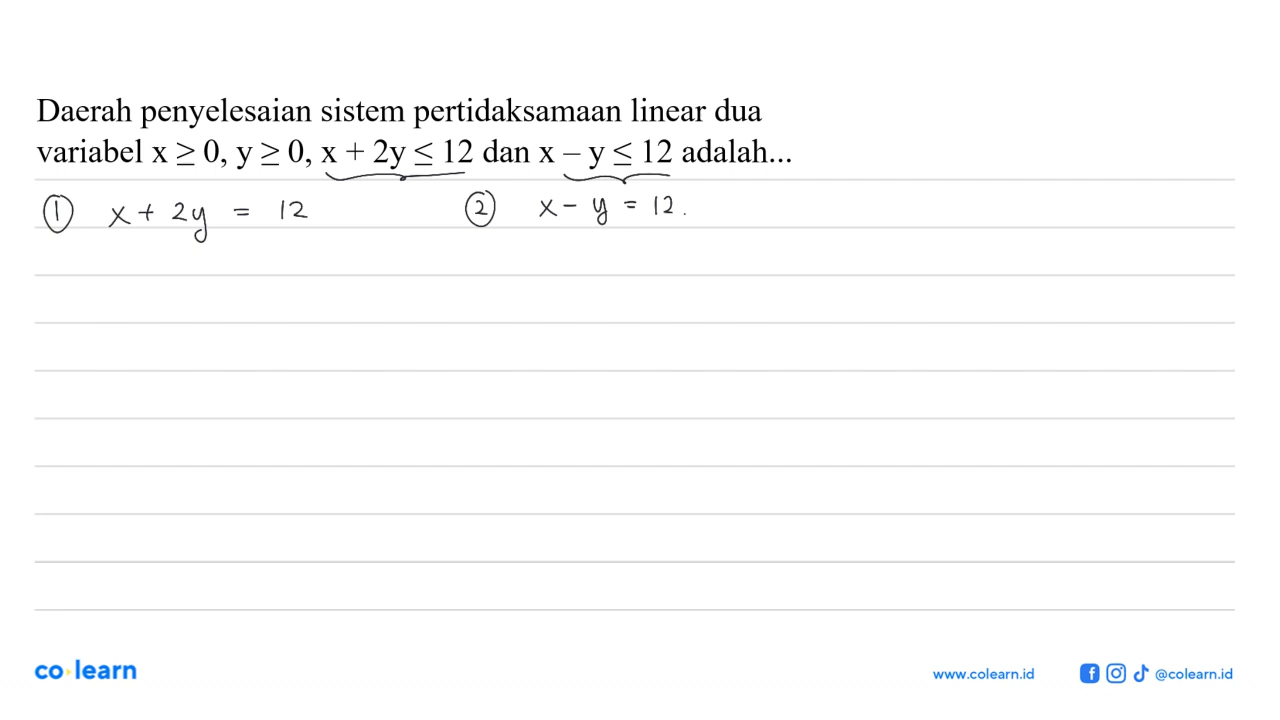 Daerah penyelesaian sistem pertidaksamaan linear dua
variabel x ≥ 0, y ≥ 0, x + 2y ≤ 12 dan x – y ≤ 12 adalah...
① x + 2y = 12 ② x - y = 12.
co learn www.colearn.id @colearn.id